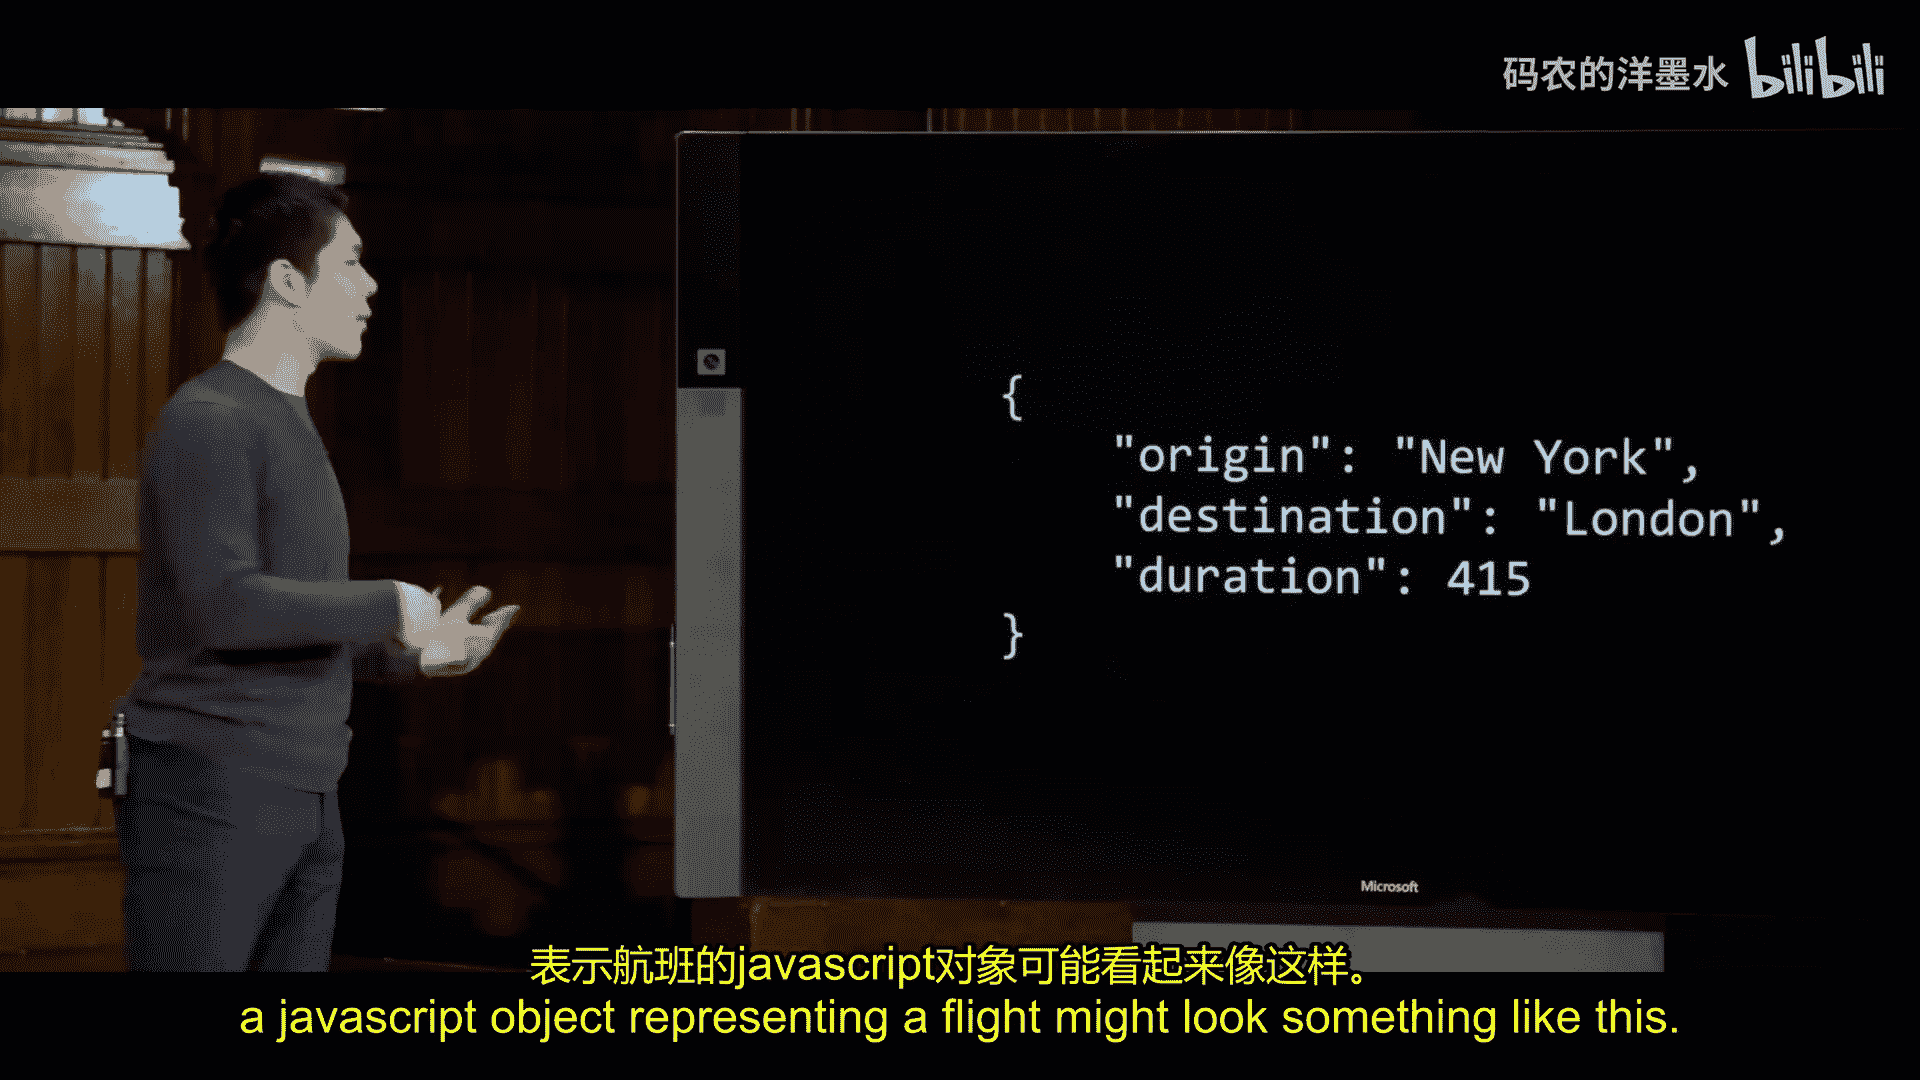 码农的洋墨水 bilibili
{
"origin": "New York",
"destination": "London",
"duration": 415
}
Microsoft
表示航班的javascript对象可能看起来像这样。
a javascript object representing a flight might look something like this.